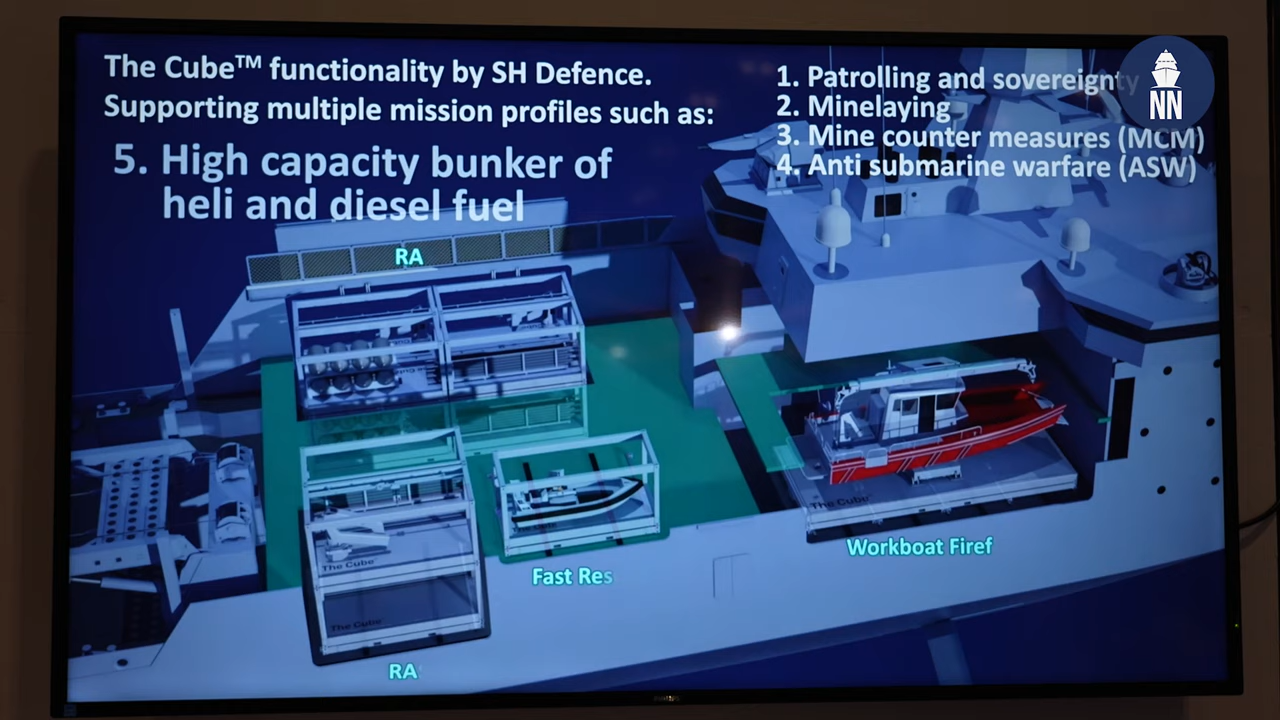 The Cube™ functionality by SH Defence.
Supporting multiple mission profiles such as:
5. High capacity bunker of
heli and diesel fuel
1. Patrolling and sovereignty
2. Minelaying
3. Mine counter measures (MCM)
4. Anti submarine warfare (ASW)
NN
RA
The Cube
The Cube
RA
Fast Res
The Cube
Workboat Firef
PHILIPS